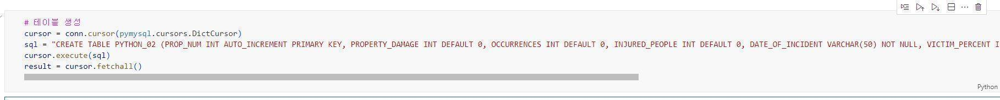 # 테이블 생성
cursor = conn.cursor(pymysql.cursors.DictCursor)
sql = "CREATE TABLE PYTHON_02 (PROP_NUM INT AUTO_INCREMENT PRIMARY KEY, PROPERTY_DAMAGE INT DEFAULT 0, OCCURRENCES INT DEFAULT 0, INJURED_PEOPLE INT DEFAULT 0, DATE_OF_INCIDENT VARCHAR(50) NOT NULL, VICTIM_PERCENT I
cursor.execute(sql)
result = cursor.fetchall()
Python